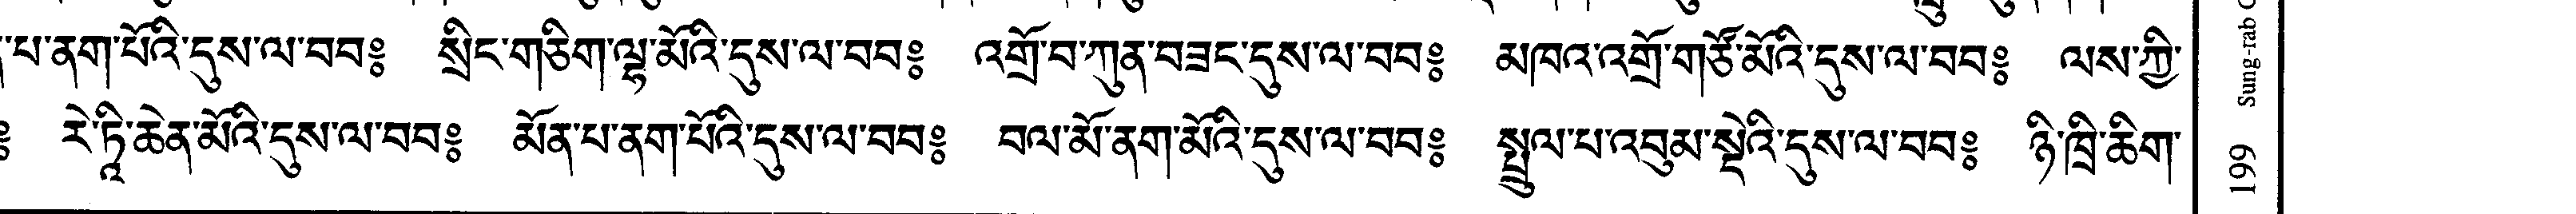 པ་ནག་པོའི་དུས་ལ་བབ༔ སྲིང་གཅིག་ལྷ་མོའི་དུས་ལ་བབ༔ འགྲོ་བ་ཀུན་བཟང་དུས་ལ་བབ༔ མཁའ་འགྲོ་གཙོ་མོའི་དུས་ལ་བབ༔ ལས་ཀྱི་
༔ རེ་ཏཱི་ཆེན་མོའི་དུས་ལ་བབ༔ མོན་པ་ནག་པོའི་དུས་ལ་བབ༔ བལ་མོ་ནག་མོའི་དུས་ལ་བབ༔ སྤྲུལ་པ་འབུམ་སྡེའི་དུས་ལ་བབ༔ ཉི་ཁྲི་ཆིག་
199 Sung-rab